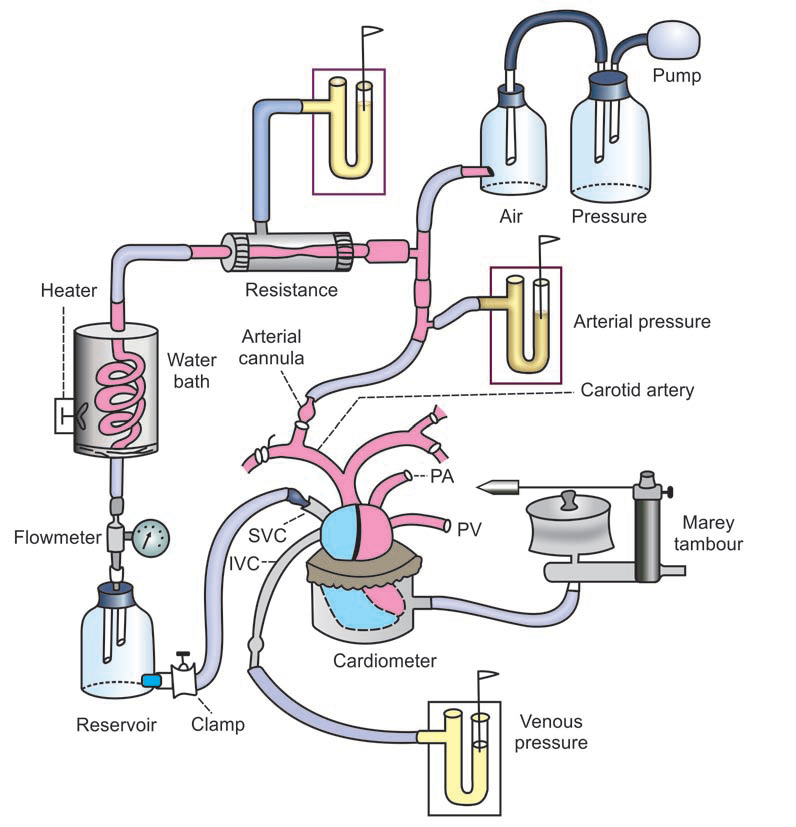 Pump
Air
Pressure
Heater
Resistance
Arterial
cannula
Arterial pressure
Water
bath
Carotid artery
PA
Flowmeter
SVC
PV
Marey
tambour
IVC
Cardiometer
Reservoir
Clamp
Venous
pressure